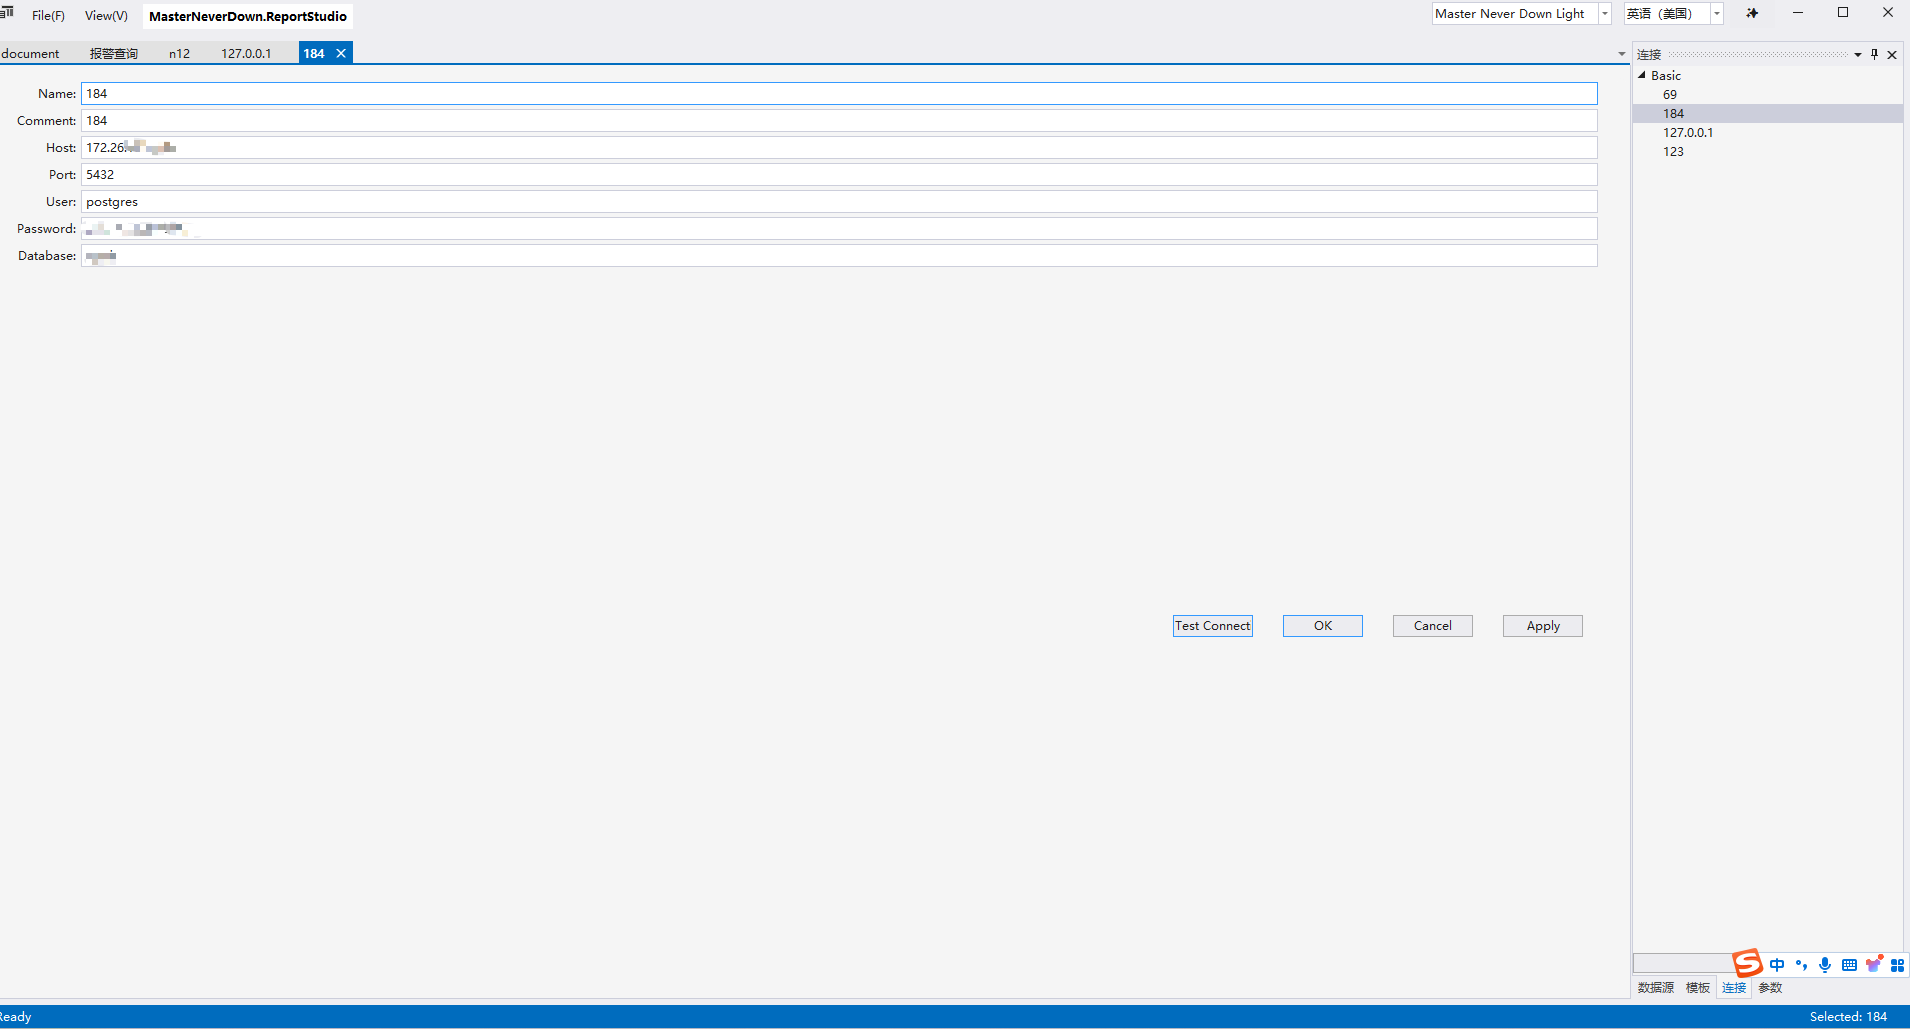 File(F) View(V) MasterNeverDown.ReportStudio Master Never Down Light 英语（美国）
document 报警查询 n12 127.0.0.1 184
Name: 184
Comment: 184
Host: 172.26.
Port: 5432
User: postgres
Password:
Database:
Test Connect OK Cancel Apply
连接
Basic
69
184
127.0.0.1
123
S 中
数据源 模板 连接 参数
Ready Selected: 184